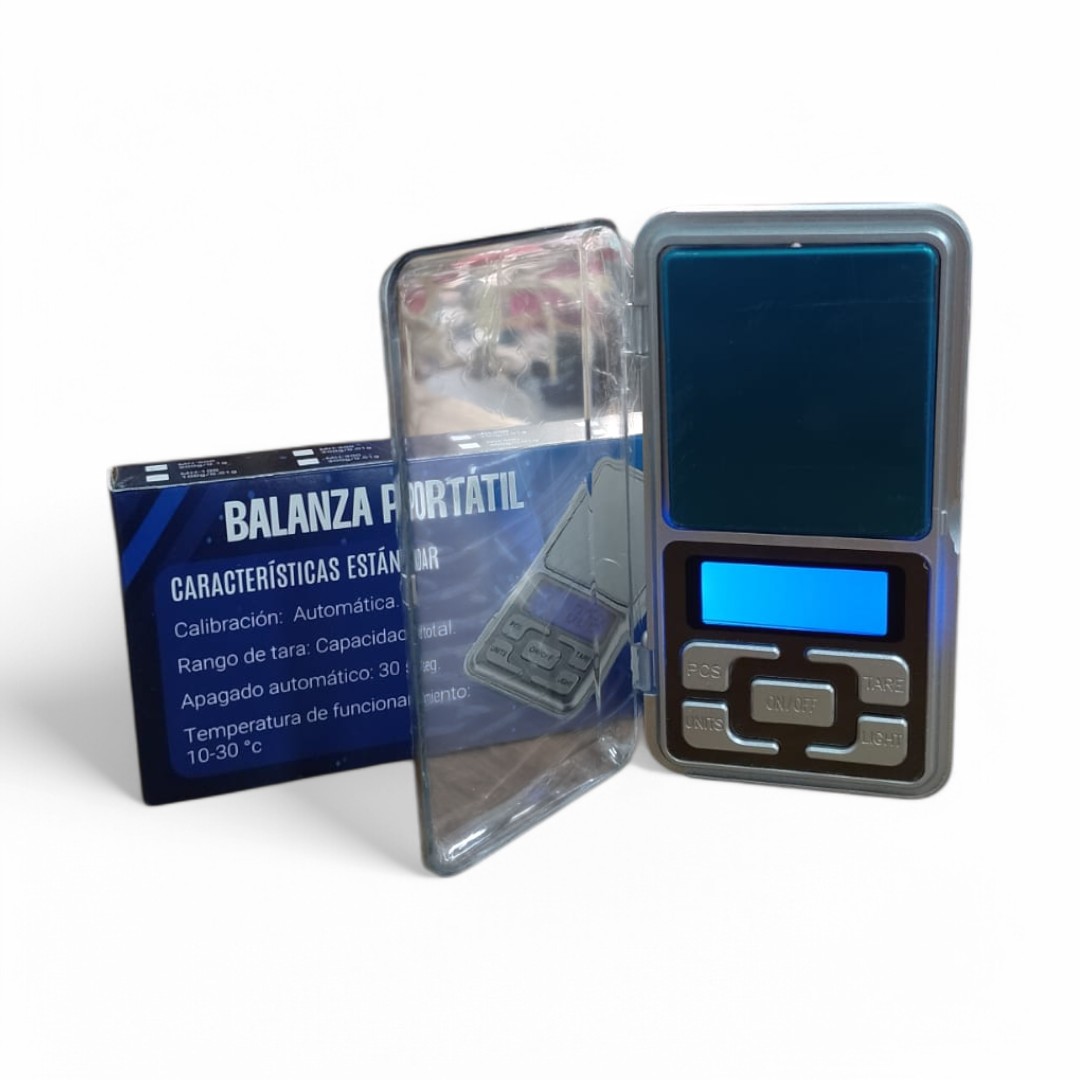 BALANZA PORTÁTIL
CARACTERÍSTICAS ESTÁNDAR
Calibración: Automática.
Rango de tara: Capacidad total.
Apagado automático: 30 seg.
Temperatura de funcionamiento:
10-30 °c
PCS
TARE
ON/OFF
UNITS
LIGHT